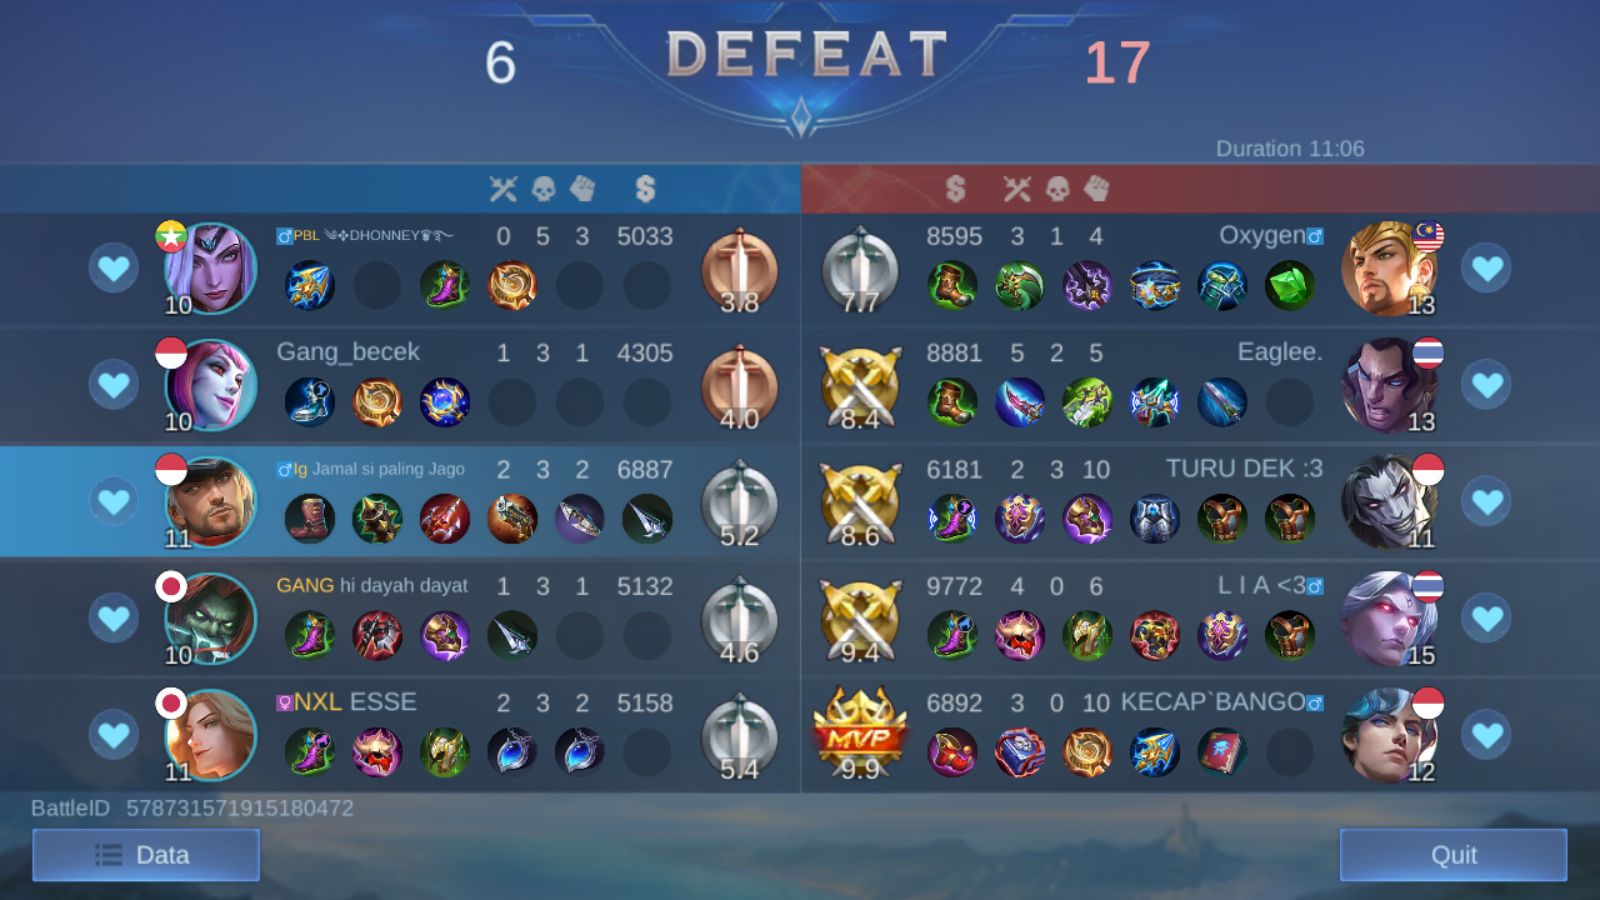 6 DEFEAT 17
Duration 11:06
PBL DHONNEY 0 5 3 5033
10 3.8
8595 3 1 4 Oxygen
7.7 13
Gang_becek 1 3 1 4305
10 4.0
8881 5 2 5 Eaglee.
8.4 13
Ig Jamal si paling Jago 2 3 2 6887
11 5.2
6181 2 3 10 TURU DEK :3
8.6 11
GANG hi dayah dayat 1 3 1 5132
10 4.6
9772 4 0 6 L I A <3
9.4 15
NXL ESSE 2 3 2 5158
11 5.4
6892 3 0 10 KECAP`BANGO
MVP
9.9 12
BattleID 578731571915180472
Data
Quit